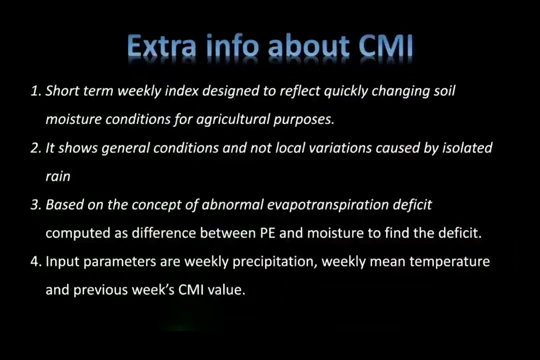 Extra info about CMI
1. Short term weekly index designed to reflect quickly changing soil
moisture conditions for agricultural purposes.
2. It shows general conditions and not local variations caused by isolated
rain
3. Based on the concept of abnormal evapotranspiration deficit
computed as difference between PE and moisture to find the deficit.
4. Input parameters are weekly precipitation, weekly mean temperature
and previous week's CMI value.